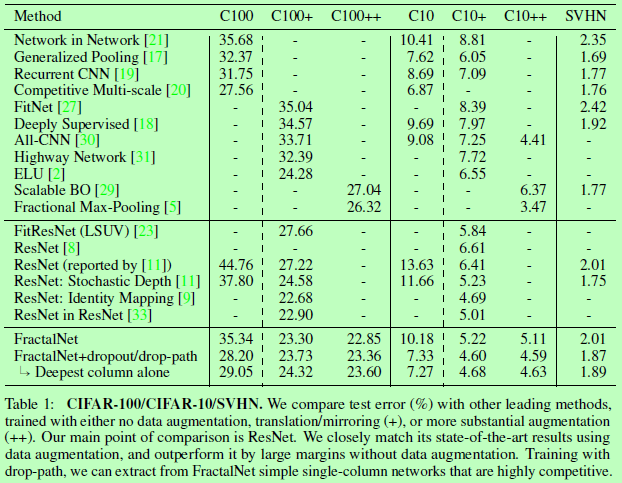 Method C100 C100+ C100++ C10 C10+ C10++ SVHN
Network in Network [21] 35.68 - - 10.41 8.81 - 2.35
Generalized Pooling [17] 32.37 - - 7.62 6.05 - 1.69
Recurrent CNN [19] 31.75 - - 8.69 7.09 - 1.77
Competitive Multi-scale [20] 27.56 - - 6.87 - - 1.76
FitNet [27] - 35.04 - - 8.39 - 2.42
Deeply Supervised [18] - 34.57 - 9.69 7.97 - 1.92
All-CNN [30] - 33.71 - 9.08 7.25 4.41 -
Highway Network [31] - 32.39 - - 7.72 - -
ELU [2] - 24.28 - - 6.55 - -
Scalable BO [29] - - 27.04 - - 6.37 1.77
Fractional Max-Pooling [5] - - 26.32 - - 3.47 -
FitResNet (LSUV) [23] - 27.66 - - 5.84 - -
ResNet [8] - - - - 6.61 - -
ResNet (reported by [11]) 44.76 27.22 - 13.63 6.41 - 2.01
ResNet: Stochastic Depth [11] 37.80 24.58 - 11.66 5.23 - 1.75
ResNet: Identity Mapping [9] - 22.68 - - 4.69 - -
ResNet in ResNet [33] - 22.90 - - 5.01 - -
FractalNet 35.34 23.30 22.85 10.18 5.22 5.11 2.01
FractalNet+dropout/drop-path 28.20 23.73 23.36 7.33 4.60 4.59 1.87
↳ Deepest column alone 29.05 24.32 23.60 7.27 4.68 4.63 1.89
Table 1: CIFAR-100/CIFAR-10/SVHN. We compare test error (%) with other leading methods,
trained with either no data augmentation, translation/mirroring (+), or more substantial augmentation
(++). Our main point of comparison is ResNet. We closely match its state-of-the-art results using
data augmentation, and outperform it by large margins without data augmentation. Training with
drop-path, we can extract from FractalNet simple single-column networks that are highly competitive.